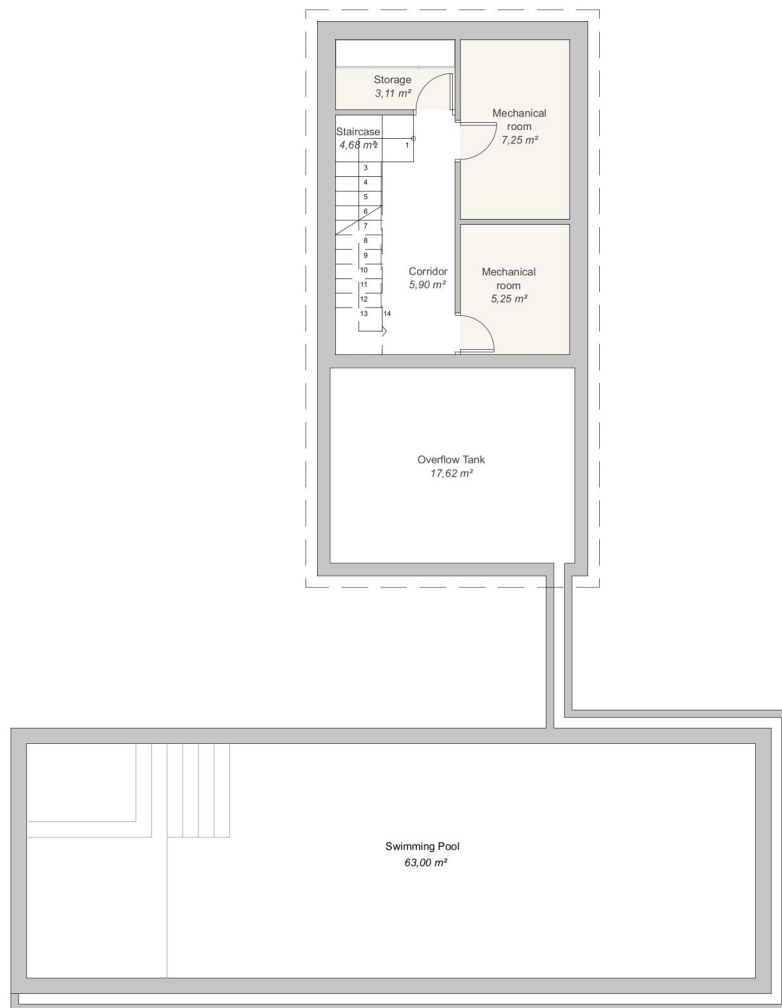 Storage
3,11 m²
Mechanical
room
7,25 m²
Staircase
4,68 m²
2
1
3
4
5
6
7
8
9
10
11
12
13 14
Corridor
5,90 m²
Mechanical
room
5,25 m²
Overflow Tank
17,62 m²
Swimming Pool
63,00 m²